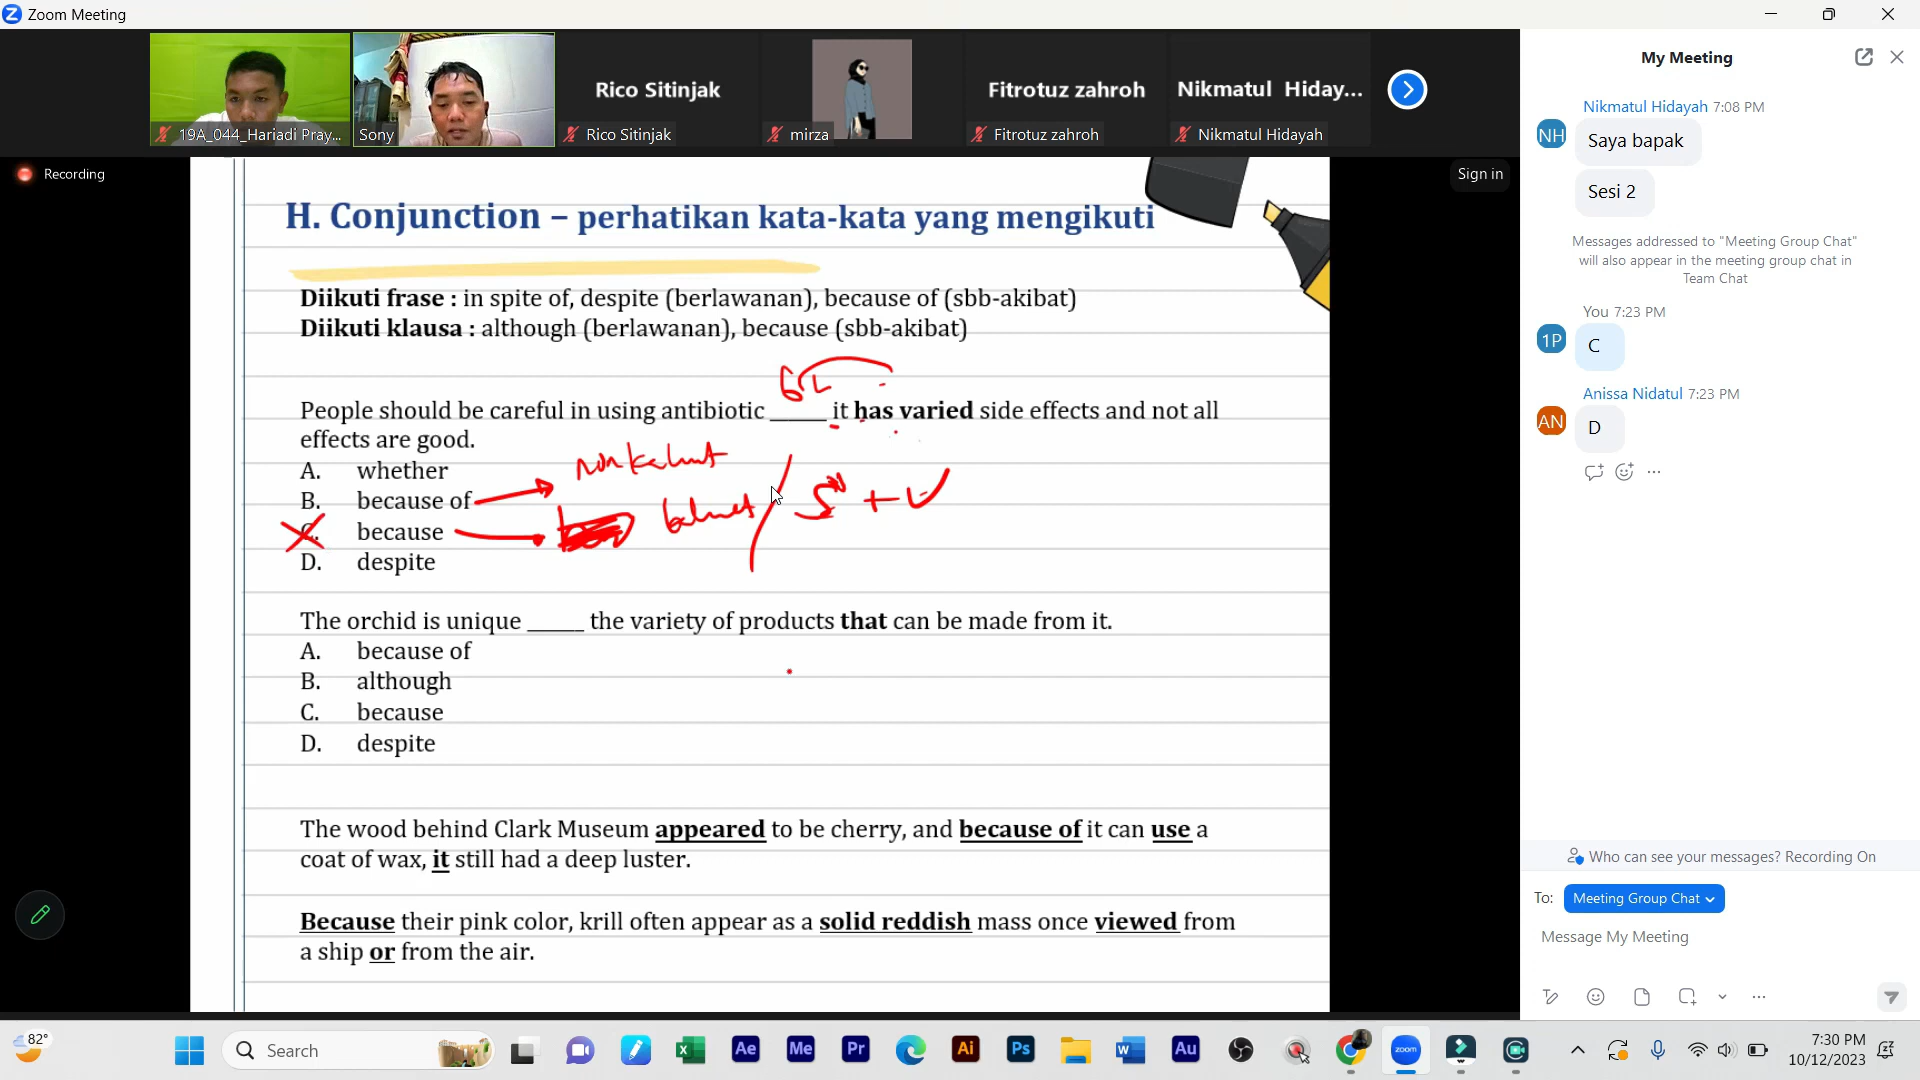 Zoom Meeting
Rico Sitinjak
Fitrotuz zahroh
Nikmatul Hiday...
19A_044_Hariadi Pray...
Sony
Rico Sitinjak
mirza
Fitrotuz zahroh
Nikmatul Hidayah
Recording
Sign in
H. Conjunction – perhatikan kata-kata yang mengikuti
Diikuti frase : in spite of, despite (berlawanan), because of (sbb-akibat)
Diikuti klausa : although (berlawanan), because (sbb-akibat)
People should be careful in using antibiotic _____ it has varied side effects and not all
effects are good.
A. whether
B. because of
C. because
D. despite
S + V
The orchid is unique _____ the variety of products that can be made from it.
A. because of
B. although
C. because
D. despite
The wood behind Clark Museum appeared to be cherry, and because of it can use a
coat of wax, it still had a deep luster.
Because their pink color, krill often appear as a solid reddish mass once viewed from
a ship or from the air.
My Meeting
Nikmatul Hidayah 7:08 PM
NH
Saya bapak
Sesi 2
Messages addressed to "Meeting Group Chat"
will also appear in the meeting group chat in
Team Chat
You 7:23 PM
1P
C
Anissa Nidatul 7:23 PM
AN
D
Who can see your messages? Recording On
To: Meeting Group Chat
Message My Meeting
82°
Search
Ae
Me
Pr
Ai
Ps
Au
zoom
7:30 PM
10/12/2023